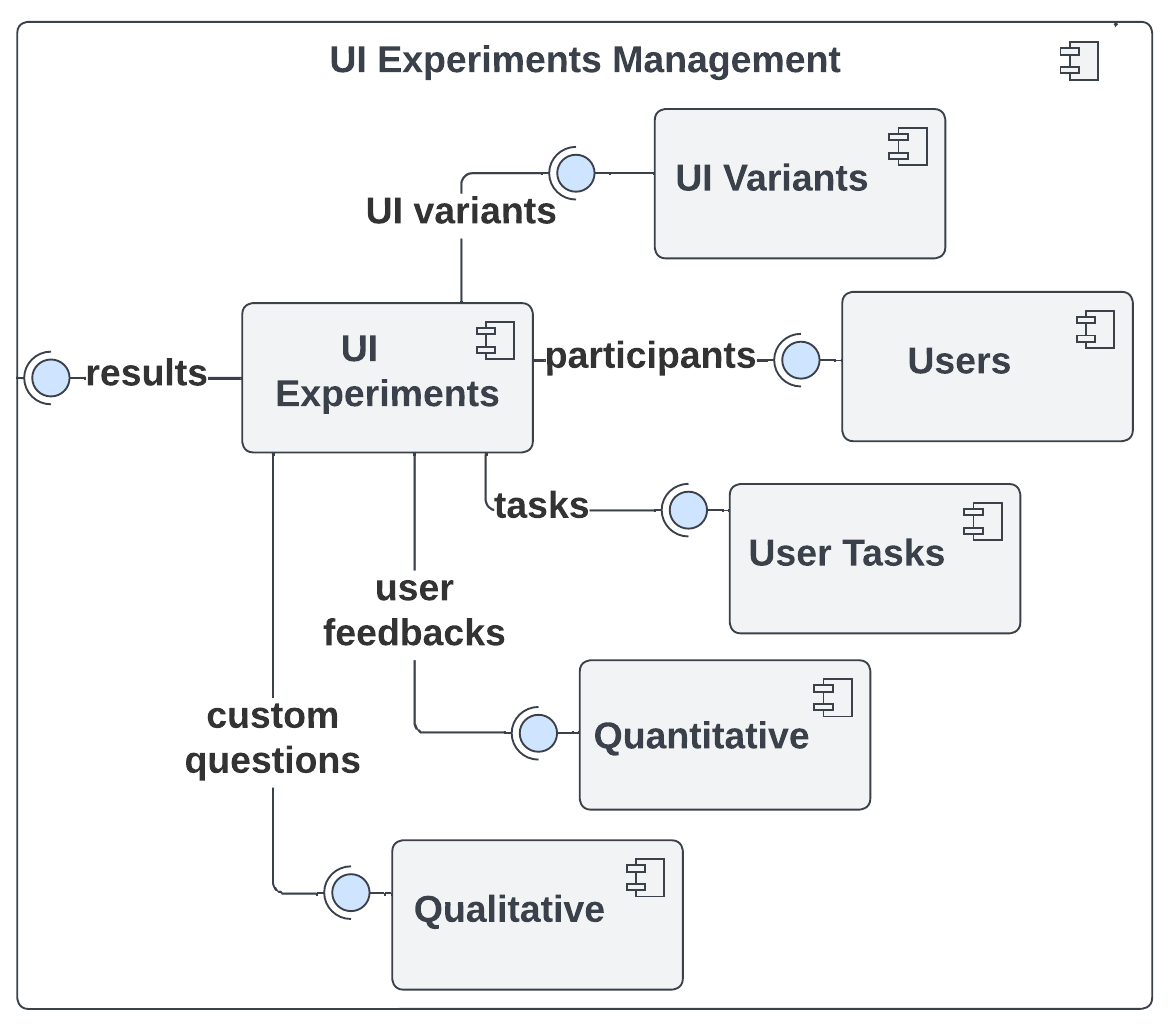 UI Experiments Management
UI Variants
UI variants
UI
Experiments
results
participants
Users
tasks
User Tasks
user
feedbacks
Quantitative
custom
questions
Qualitative